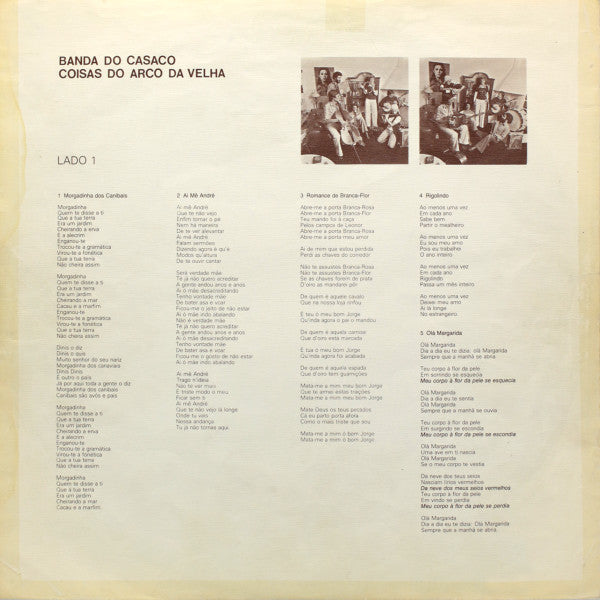 BANDA DO CASACO
COISAS DO ARCO DA VELHA
LADO 1
1 Morgadinha dos Canibais
Morgadinha
Quem te disse a ti
Que a tua terra
Era um jardim
Cheirando a erva
E a alecrim
Enganou-te
Trocou-te a gramática
Virou-te a fonética
Que a tua terra
Não cheira assim
Morgadinha
Quem te disse a ti
Que a tua terra
Era um jardim
Cheirando a mar
Cacau e a marfim
Enganou-te
Trocou-te a gramática
Virou-te a fonética
Que a tua terra
Não cheira assim
Dinis o diz
Dinis o quis
Muito senhor do seu nariz
Morgadinha dos canaviais
Dinis Dinis
É outro o país
Já por aqui toda a gente o diz
Morgadinha dos canibais
Canibais são avós e pais
Morgadinha
Quem te disse a ti
Que a tua terra
Era um jardim
Cheirando a erva
E a alecrim
Enganou-te
Trocou-te a gramática
Virou-te a fonética
Que a tua terra
Não cheira assim
Morgadinha
Quem te disse a ti
Que a tua terra
Era um jardim
Cheirando a mar
Cacau e a marfim.
2 Ai Mê André
Ai mê André
Que te não vejo
Enfim tomar o pé
Nem há maneira
De te ver alevantar
Ai mê André
Falam sermões
Dizendo agora é qu'é
Modos qu'altura
De ta ouvir cantar
Será verdade mãe
Té já não quero acreditar
A gente andou anos e anos
Ai ó mãe desacreditando
Tenho vontade mãe
De bater asa e vcar
Ficou-me o jeito de não estar
Ai ó mãe indo abalando
Não é verdade mãe
Té já não quero acreditar
A gente andou anos e anos
Ai ó mãe desacreditando
Tenho vontade mãe
De bater asa e vcar
Ficou-me o gosto de não estar
Ai ó mãe indo abalando
Ai mê André
Trago n'ideia
Não te ver mais
É triste modo o meu
Ficar sem ti
Ai mê André
Que te não vejo lá longe
Onde tu vais
Nossa andança
Tu já não tornas aqui.
3 Romance de Branca-Flor
Abre-me a porta Branca-Rosa
Abre-me a porta Branca-Flor
Teu mando foi à caça
Pelos campos de Leonor
Abre-me a porta Branca-Rosa
Abre-me a porta meu amor
Ai de mim que estou perdida
Perdi as chaves do corredor
Não te assustes Branca-Rosa
Não te assustes Branca-Flor
Se as chaves forem de prata
D'oiro as mandarei pôr
De quem é aquele cavalo
Que na nossa loja rinfou
É teu ó meu bom Jorge
Qu'inda agora o pai o mandou
De quem é aquela camisa
Que d'oiro está marcada
É tua ó meu bom Jorge
Qu'inda agora foi acabada
De quem é aquela espada
Que d'oiro tem guarnições
Mata-me a mim meu bom Jorge
Que te armei estas traições
Mata-me a mim meu bom Jorge
Mate Deus os teus pecados
Cá eu parto porta afora
Como o mais triste que sou
Mata-me a mim ó bom Jorge
Mata-me a mim ó bom Jorge
4 Rigolindo
Ao menos uma vez
Em cada ano
Sabe bem
Partir o mealheiro
Ao menos uma vez
Eu sou meu amo
Pois eu trabalhei
O ano inteiro
Ao menos uma vez
Em cada ano
Rigolindo
Passa um mês inteiro
Ao menos uma vez
Deixei meu amo
Ai lá longe
No estrangeiro
5 Olá Margarida
Olá Margarida
Dia a dia eu te dizia: olá Margarida
Sempre que a manhã se abria
Teu corpo à flor da pele
Em sorrindo se esquecia
Meu corpo à flor da pele se esquecia
Olá Margarida
Dia a dia eu te sentia
Olá Margarida
Sempre que a manhã se ouvia
Teu corpo à flor da pele
Em surgindo se escondia
Meu corpo à flor da pele se escondia
Olá Margarida
Uma ave em ti nascia
Olá Margarida
Se o meu corpo te vestia
Da neve dos teus seios
Nasciam lírios vermelhos
Da neve dos meus seios vermelhos
Teu corpo à flor da pele
Em vindo se perdia
Meu corpo à flor da pele se perdia
Olá Margarida
Dia a dia eu te dizia: Olá Margarida
Sempre que a manhã se abria.